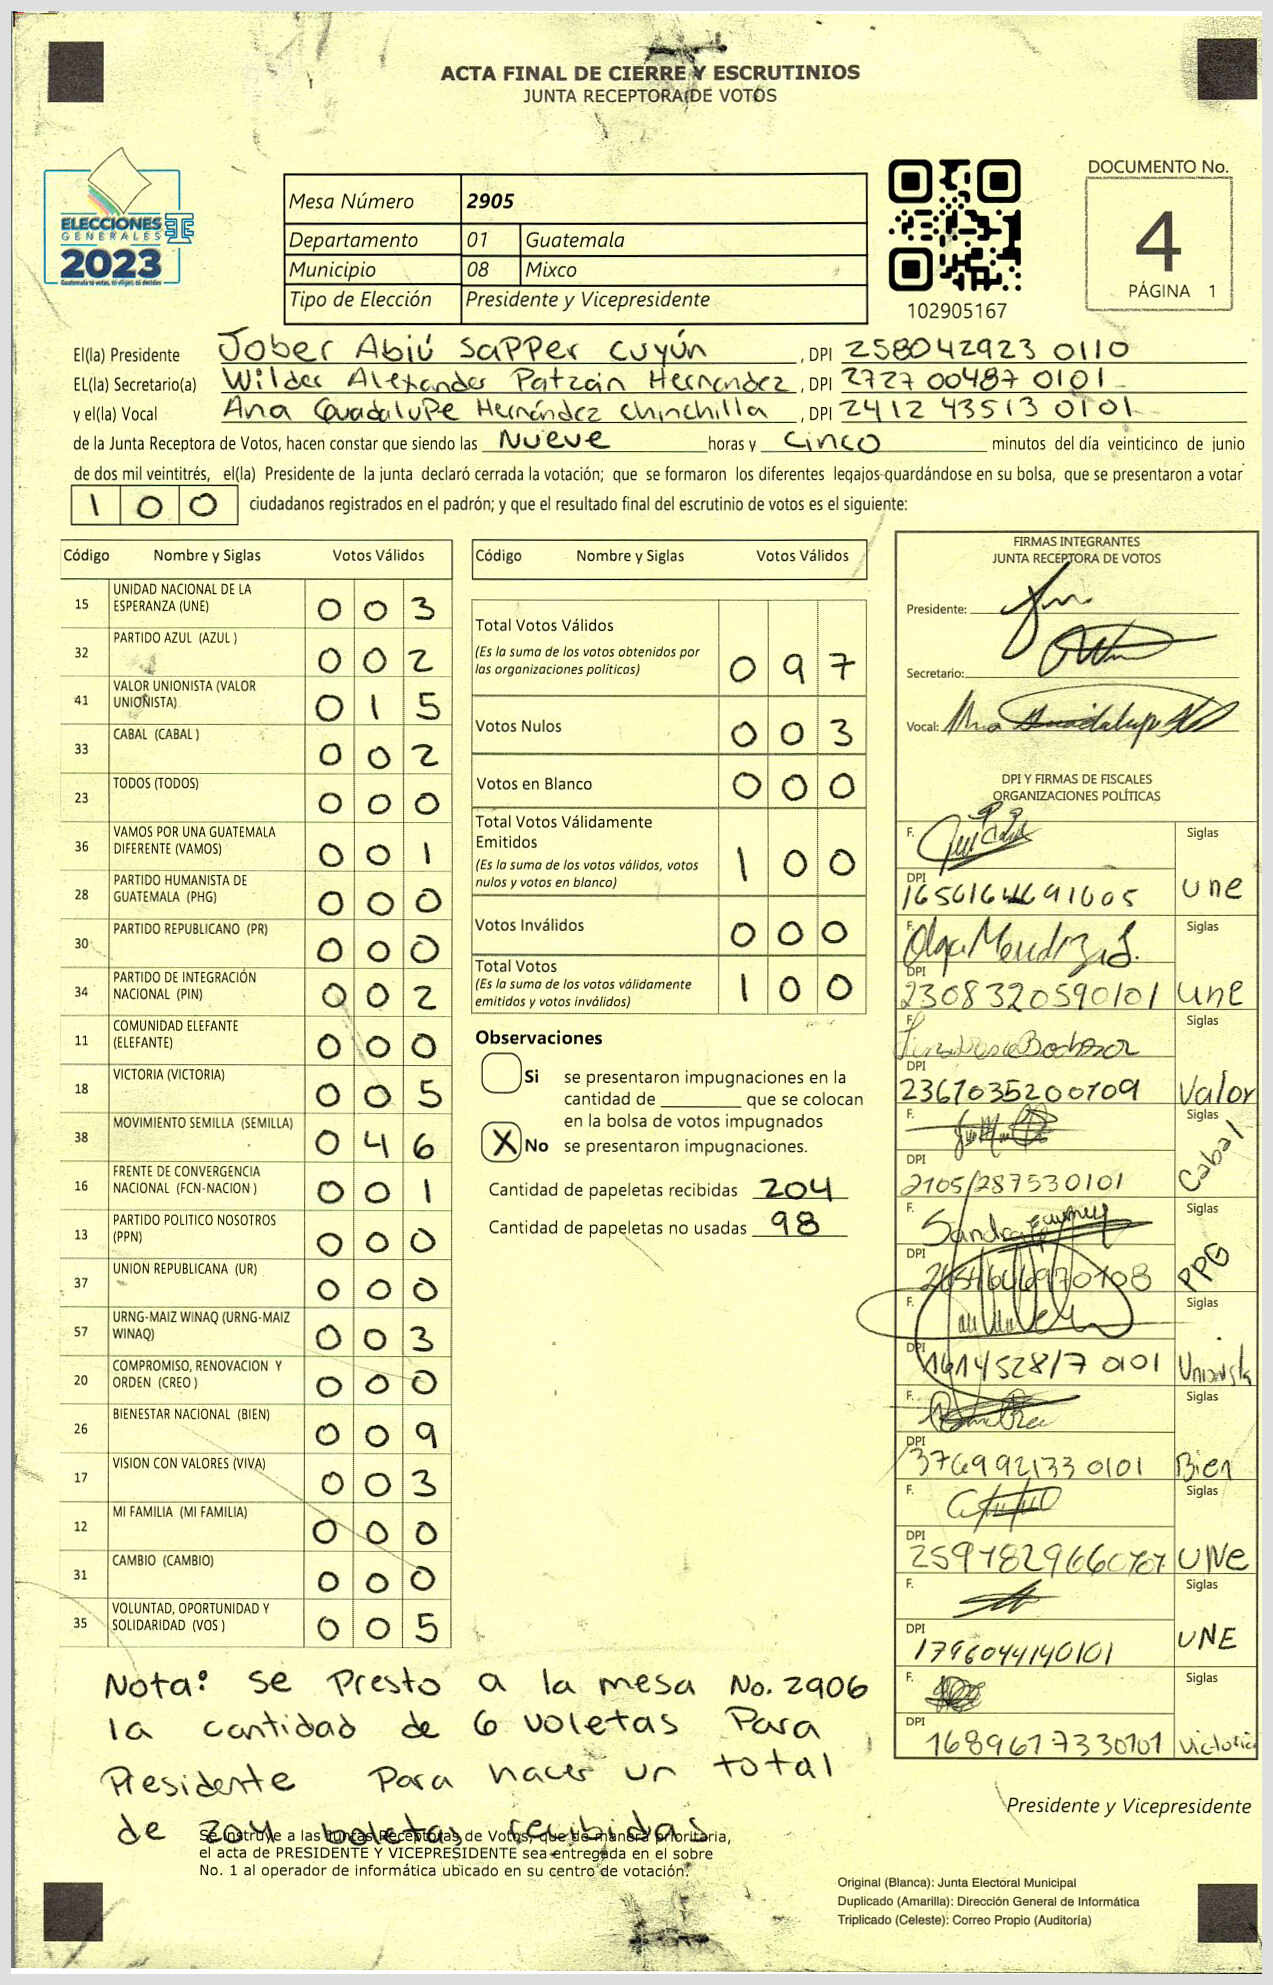 ACTA FINAL DE CIERRE Y ESCRUTINIOS
JUNTA RECEPTORA DE VOTOS
ELECCIONES
GENERALES
2023
Mesa Número 2905
Departamento 01 Guatemala
Municipio 08 Mixco
Tipo de Elección Presidente y Vicepresidente
102905167
DOCUMENTO No.
4
PÁGINA 1
El(la) Presidente Jober Abiú Sapper Cuyún , DPI 258042923 0110
EL(la) Secretario(a) Wilder Alexander Patzán Hernandez , DPI 2727 00487 0101
y el(la) Vocal Ana GuadaluPe Hernández Chinchilla , DPI 2412 43513 0101
de la Junta Receptora de Votos, hacen constar que siendo las Nueve horas y Cinco minutos del día veinticinco de junio
de dos mil veintitrés, el(la) Presidente de la junta declaró cerrada la votación; que se formaron los diferentes legajos guardándose en su bolsa, que se presentaron a votar
1 0 0 ciudadanos registrados en el padrón; y que el resultado final del escrutinio de votos es el siguiente:
Código Nombre y Siglas Votos Válidos
15 UNIDAD NACIONAL DE LA ESPERANZA (UNE) 0 0 3
32 PARTIDO AZUL (AZUL ) 0 0 2
41 VALOR UNIONISTA (VALOR UNIONISTA) 0 1 5
33 CABAL (CABAL ) 0 0 2
23 TODOS (TODOS) 0 0 0
36 VAMOS POR UNA GUATEMALA DIFERENTE (VAMOS) 0 0 1
28 PARTIDO HUMANISTA DE GUATEMALA (PHG) 0 0 0
30 PARTIDO REPUBLICANO (PR) 0 0 0
34 PARTIDO DE INTEGRACIÓN NACIONAL (PIN) 0 0 2
11 COMUNIDAD ELEFANTE (ELEFANTE) 0 0 0
18 VICTORIA (VICTORIA) 0 0 5
38 MOVIMIENTO SEMILLA (SEMILLA) 0 4 6
16 FRENTE DE CONVERGENCIA NACIONAL (FCN-NACION ) 0 0 1
13 PARTIDO POLITICO NOSOTROS (PPN) 0 0 0
37 UNION REPUBLICANA (UR) 0 0 0
57 URNG-MAIZ WINAQ (URNG-MAIZ WINAQ) 0 0 3
20 COMPROMISO, RENOVACION Y ORDEN (CREO ) 0 0 0
26 BIENESTAR NACIONAL (BIEN) 0 0 9
17 VISION CON VALORES (VIVA) 0 0 3
12 MI FAMILIA (MI FAMILIA) 0 0 0
31 CAMBIO (CAMBIO) 0 0 0
35 VOLUNTAD, OPORTUNIDAD Y SOLIDARIDAD (VOS ) 0 0 5
Código Nombre y Siglas Votos Válidos
Total Votos Válidos
(Es la suma de los votos obtenidos por
las organizaciones políticas) 0 9 7
Votos Nulos 0 0 3
Votos en Blanco 0 0 0
Total Votos Válidamente
Emitidos
(Es la suma de los votos válidos, votos
nulos y votos en blanco) 1 0 0
Votos Inválidos 0 0 0
Total Votos
(Es la suma de los votos válidamente
emitidos y votos inválidos) 1 0 0
Observaciones
Si se presentaron impugnaciones en la
cantidad de ________ que se colocan
en la bolsa de votos impugnados
X No se presentaron impugnaciones.
Cantidad de papeletas recibidas 204
Cantidad de papeletas no usadas 98
FIRMAS INTEGRANTES
JUNTA RECEPTORA DE VOTOS
Presidente:
Secretario:
Vocal:
DPI Y FIRMAS DE FISCALES
ORGANIZACIONES POLÍTICAS
F. Siglas
DPI une
F. Siglas
DPI 2308320590101 une
F. Siglas
DPI 2367035200709 Valor
F. Siglas
DPI 2105128753 0101 Cabal
F. Sandra Siglas
DPI PPG
F. Siglas
DPI 1614528170101 Unionista
F. Siglas
DPI 376992133 0101 Bien
F. Siglas
DPI UNe
F. Siglas
DPI 1796044140101 UNE
F. Siglas
DPI 1689617330101 Victoria
Nota: se Presto a la mesa No. 2906
la cantidad de 6 voletas Para
Presidente Para hacer un total
de 204 boletas recibidas
Se instruye a las Juntas Receptoras de Votos, que de manera prioritaria,
el acta de PRESIDENTE Y VICEPRESIDENTE sea entregada en el sobre
No. 1 al operador de informática ubicado en su centro de votación.
Presidente y Vicepresidente
Original (Blanca): Junta Electoral Municipal
Duplicado (Amarilla): Dirección General de Informática
Triplicado (Celeste): Correo Propio (Auditoría)